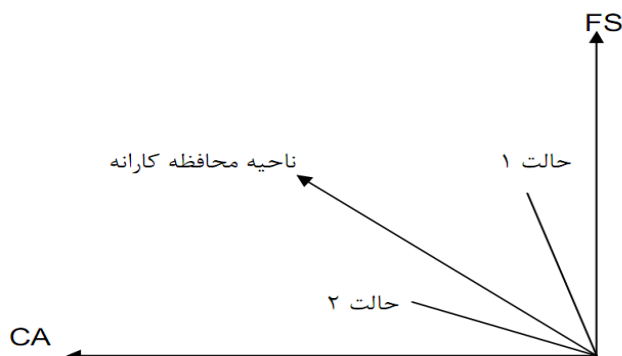 FS
حالت ۱
ناحیه محافظه کارانه
حالت ۲
CA